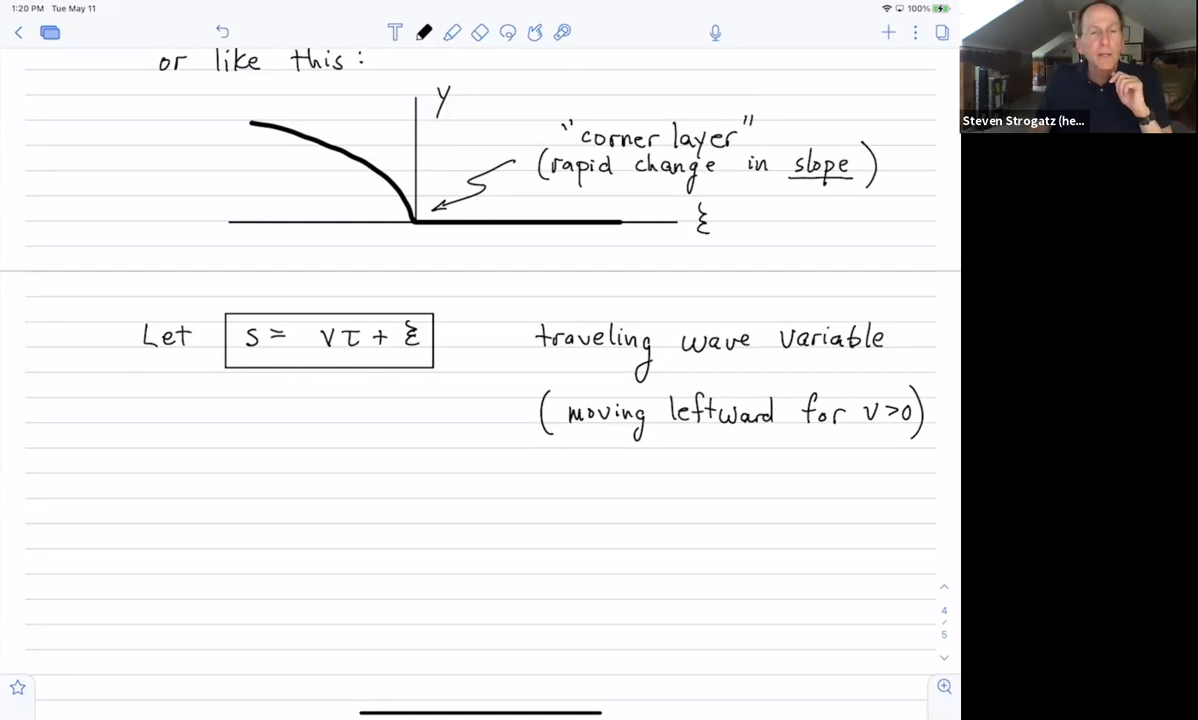 1:20 PM Tue May 11
100%
or like this:
y
"corner layer"
(rapid change in slope)
ξ
Let s = vτ + ξ traveling wave variable
(moving leftward for v>0)
4
/
5
Steven Strogatz (he...